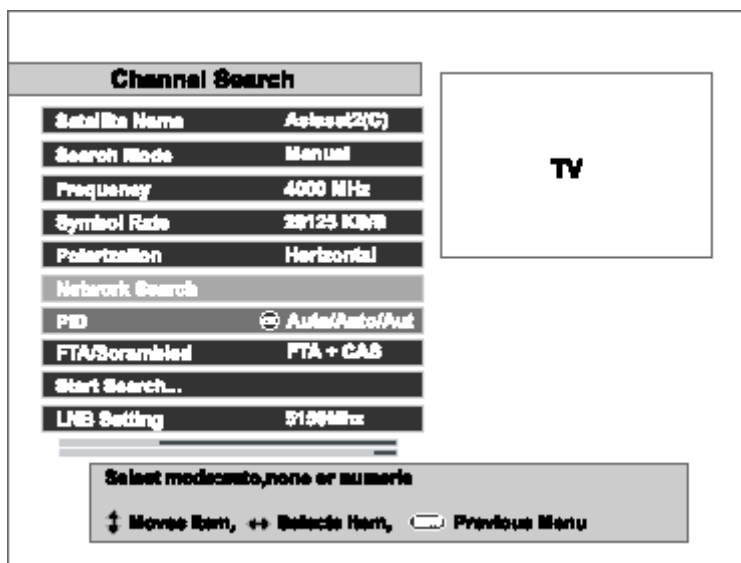 Channel Search
Satellite Name Asiasat2(C)
Search Mode Manual
TV
Frequency 4000 MHz
Symbol Rate 28125 KB/S
Polarization Horizontal
Network Search
PID OK Auto/Auto/Aut
FTA/Scrambled FTA + CAS
Start Search...
LNB Setting 5150Mhz
Select mode:auto,none or numeric
Moves Item, Selects Item, Previous Menu